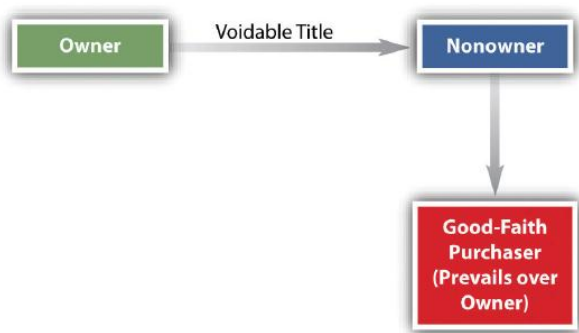 Owner
Voidable Title
Nonowner
Good-Faith
Purchaser
(Prevails over
Owner)